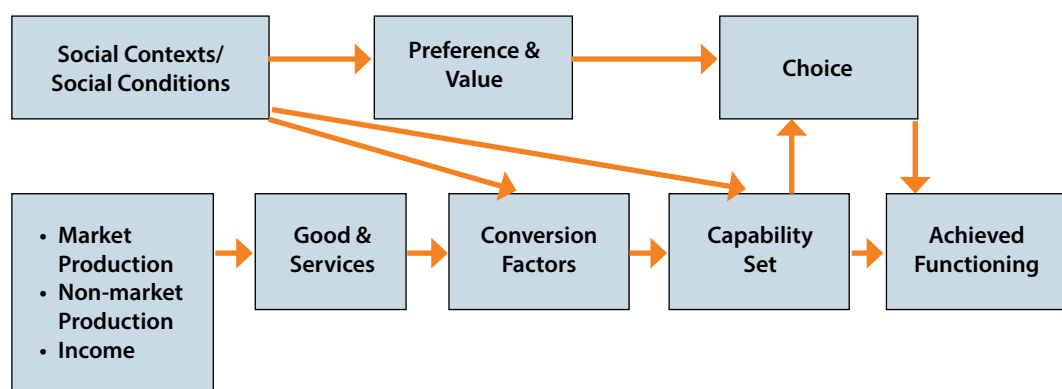 Social Contexts/
Social Conditions
Preference &
Value
Choice
• Market
Production
• Non-market
Production
• Income
Good &
Services
Conversion
Factors
Capability
Set
Achieved
Functioning